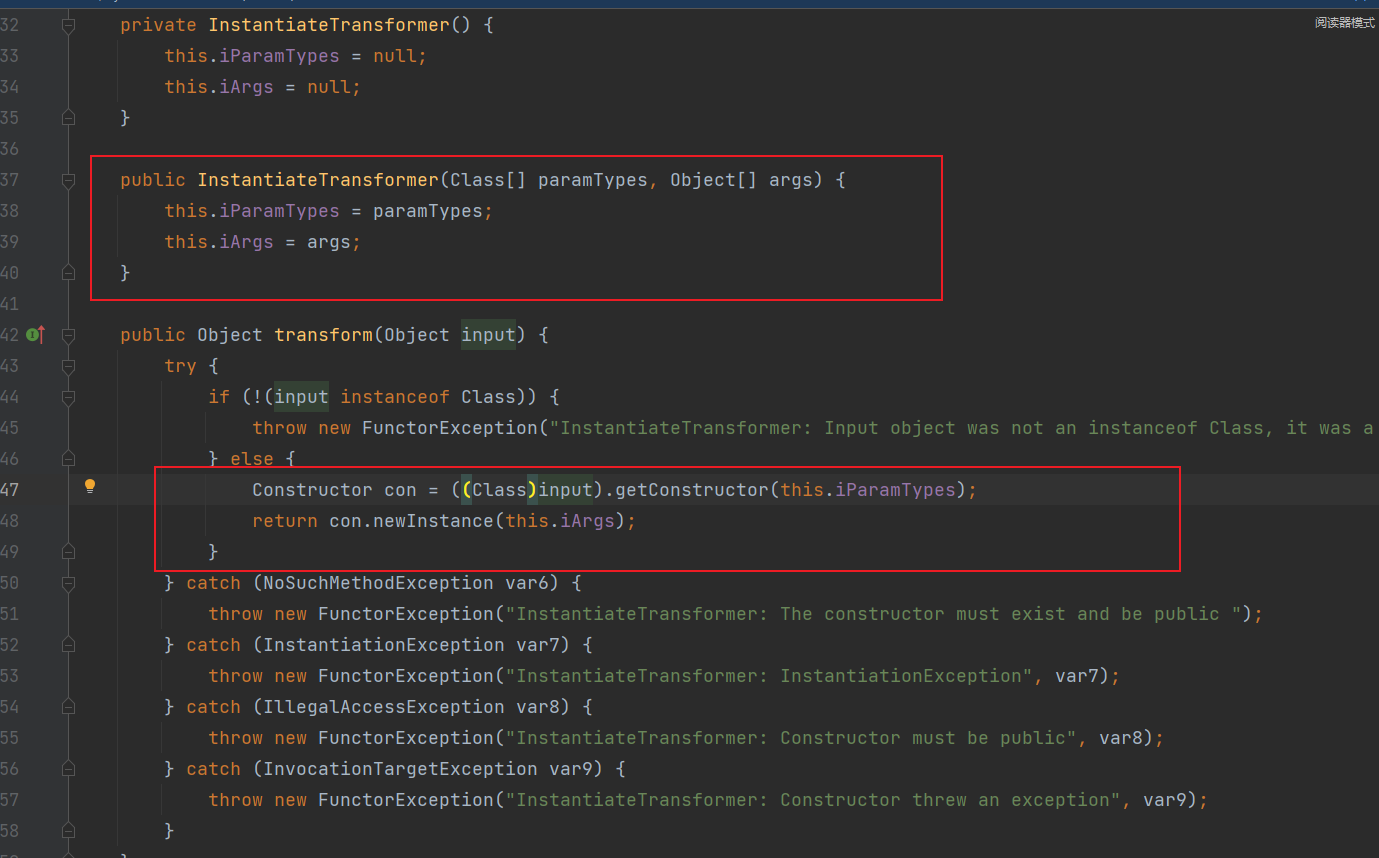 阅读器模式
32 private InstantiateTransformer() {
33 this.iParamTypes = null;
34 this.iArgs = null;
35 }
36
37 public InstantiateTransformer(Class[] paramTypes, Object[] args) {
38 this.iParamTypes = paramTypes;
39 this.iArgs = args;
40 }
41
42 public Object transform(Object input) {
43 try {
44 if (!(input instanceof Class)) {
45 throw new FunctorException("InstantiateTransformer: Input object was not an instanceof Class, it was a
46 } else {
47 Constructor con = ((Class)input).getConstructor(this.iParamTypes);
48 return con.newInstance(this.iArgs);
49 }
50 } catch (NoSuchMethodException var6) {
51 throw new FunctorException("InstantiateTransformer: The constructor must exist and be public ");
52 } catch (InstantiationException var7) {
53 throw new FunctorException("InstantiateTransformer: InstantiationException", var7);
54 } catch (IllegalAccessException var8) {
55 throw new FunctorException("InstantiateTransformer: Constructor must be public", var8);
56 } catch (InvocationTargetException var9) {
57 throw new FunctorException("InstantiateTransformer: Constructor threw an exception", var9);
58 }